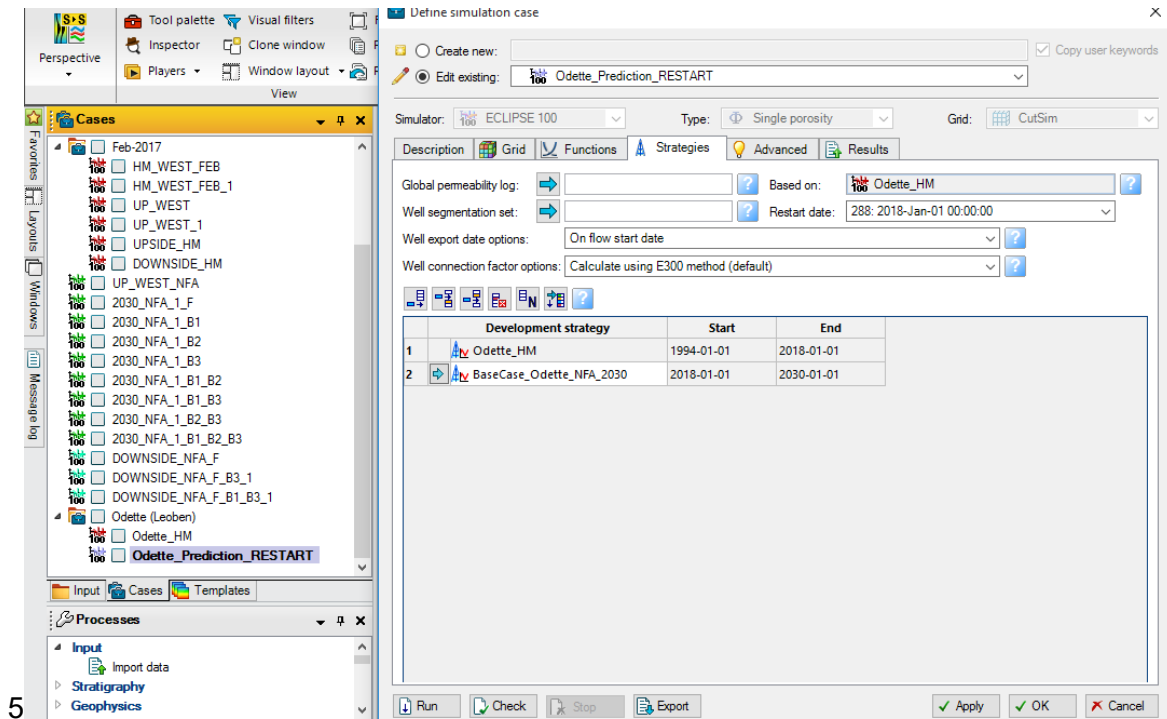 S▸S
Perspective
Tool palette
Visual filters
Inspector
Clone window
Players
Window layout
View
Favorites
Layouts
Windows
Message log
Cases
Feb-2017
HM_WEST_FEB
HM_WEST_FEB_1
UP_WEST
UP_WEST_1
UPSIDE_HM
DOWNSIDE_HM
UP_WEST_NFA
2030_NFA_1_F
2030_NFA_1_B1
2030_NFA_1_B2
2030_NFA_1_B3
2030_NFA_1_B1_B2
2030_NFA_1_B1_B3
2030_NFA_1_B2_B3
2030_NFA_1_B1_B2_B3
DOWNSIDE_NFA_F
DOWNSIDE_NFA_F_B3_1
DOWNSIDE_NFA_F_B1_B3_1
Odette (Leoben)
Odette_HM
Odette_Prediction_RESTART
Input Cases Templates
Processes
Input
Import data
Stratigraphy
Geophysics
5
Define simulation case
Create new: Copy user keywords
Edit existing: Odette_Prediction_RESTART
Simulator: ECLIPSE 100 Type: Single porosity Grid: CutSim
Description Grid Functions Strategies Advanced Results
Global permeability log: ? Based on: Odette_HM ?
Well segmentation set: ? Restart date: 288: 2018-Jan-01 00:00:00
Well export date options: On flow start date ?
Well connection factor options: Calculate using E300 method (default) ?
N ?
Development strategy Start End
1 Odette_HM 1994-01-01 2018-01-01
2 BaseCase_Odette_NFA_2030 2018-01-01 2030-01-01
Run Check Stop Export Apply OK Cancel